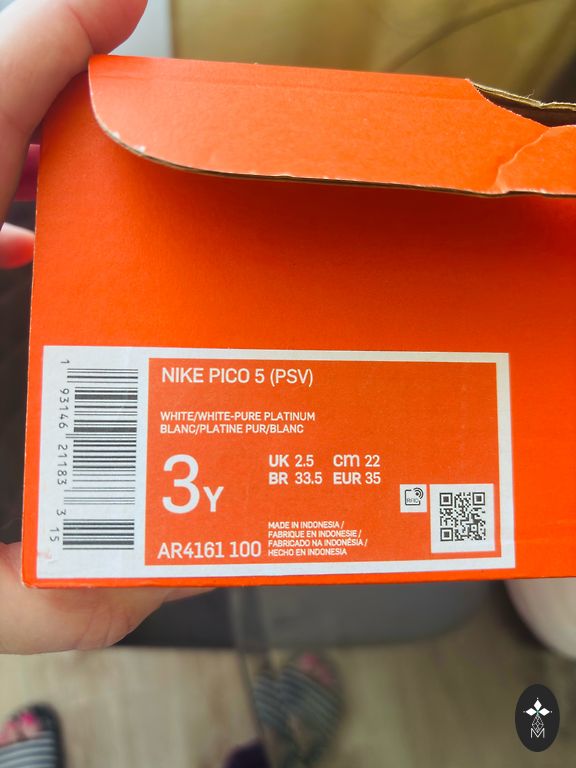 NIKE PICO 5 (PSV)
WHITE/WHITE-PURE PLATINUM
BLANC/PLATINE PUR/BLANC
3Y
UK 2.5 cm 22
BR 33.5 EUR 35
AR4161 100
MADE IN INDONESIA /
FABRIQUE EN INDONESIE /
FABRICADO NA INDONÉSIA /
HECHO EN INDONESIA
RFID
1 93146 21183 3 15
M